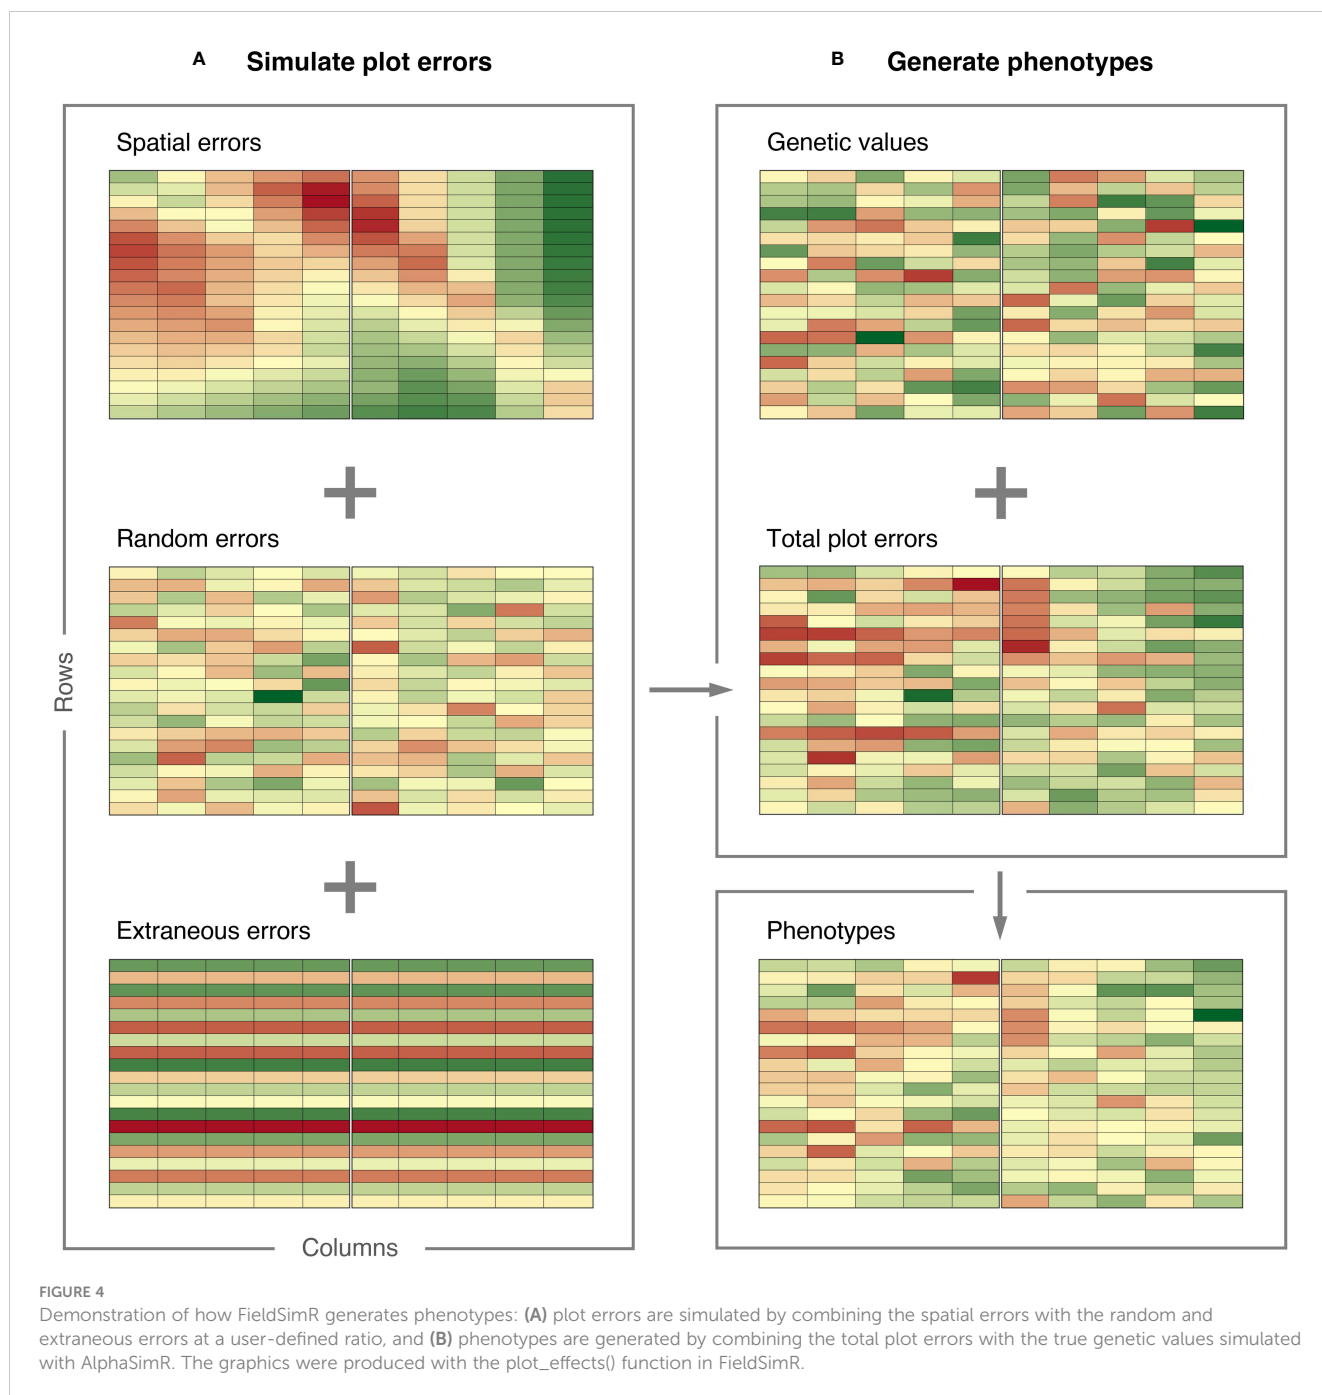 A Simulate plot errors
B Generate phenotypes
Spatial errors
Random errors
Extraneous errors
Rows
Columns
Genetic values
Total plot errors
Phenotypes
FIGURE 4
Demonstration of how FieldSimR generates phenotypes: (A) plot errors are simulated by combining the spatial errors with the random and
extraneous errors at a user-defined ratio, and (B) phenotypes are generated by combining the total plot errors with the true genetic values simulated
with AlphaSimR. The graphics were produced with the plot_effects() function in FieldSimR.